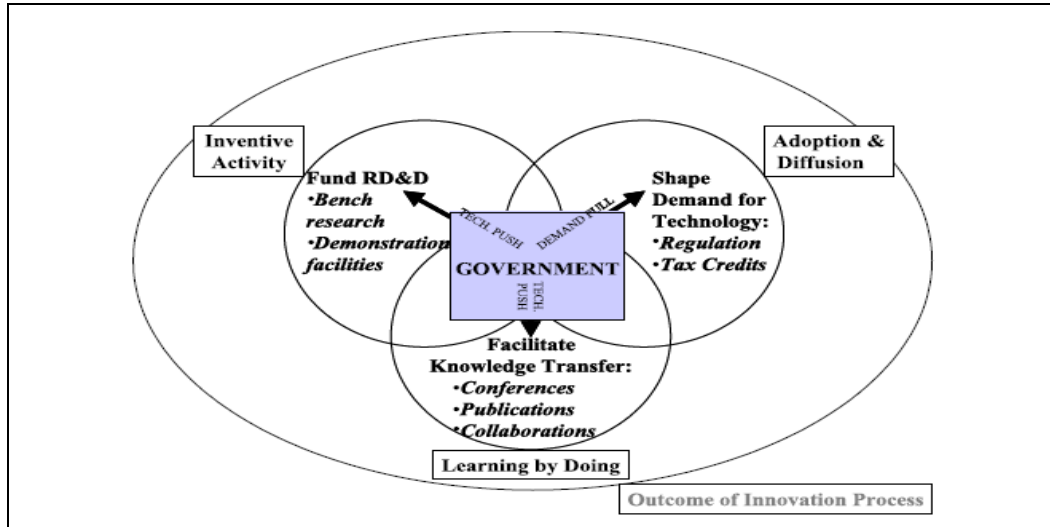 Inventive
Activity
Adoption &
Diffusion
Fund RD&D
•Bench
research
•Demonstration
facilities
Shape
Demand for
Technology:
•Regulation
•Tax Credits
TECH. PUSH
DEMAND PULL
GOVERNMENT
TECH.
PUSH
Facilitate
Knowledge Transfer:
•Conferences
•Publications
•Collaborations
Learning by Doing
Outcome of Innovation Process